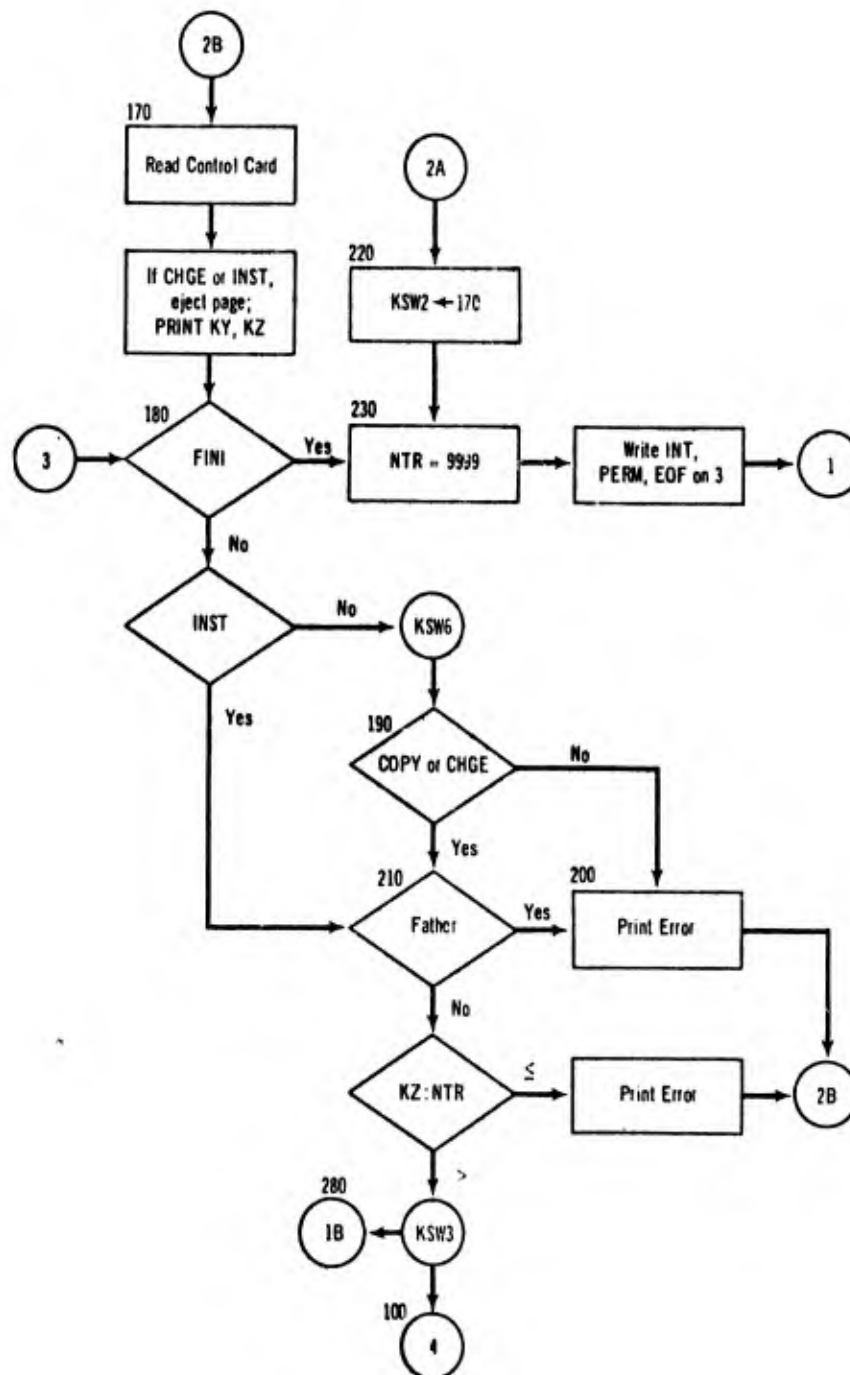 2B
170
Read Control Card
2A
If CHGE or INST,
eject page;
PRINT KY, KZ
220
KSW2 ← 170
180
FINI
3
Yes
230
NTR = 9999
Write INT,
PERM, EOF on 3
1
No
INST
No
KSW6
Yes
190
COPY or CHGE
No
Yes
210
Father
Yes
200
Print Error
No
KZ:NTR
≤
Print Error
2B
>
280
1B
KSW3
100
4